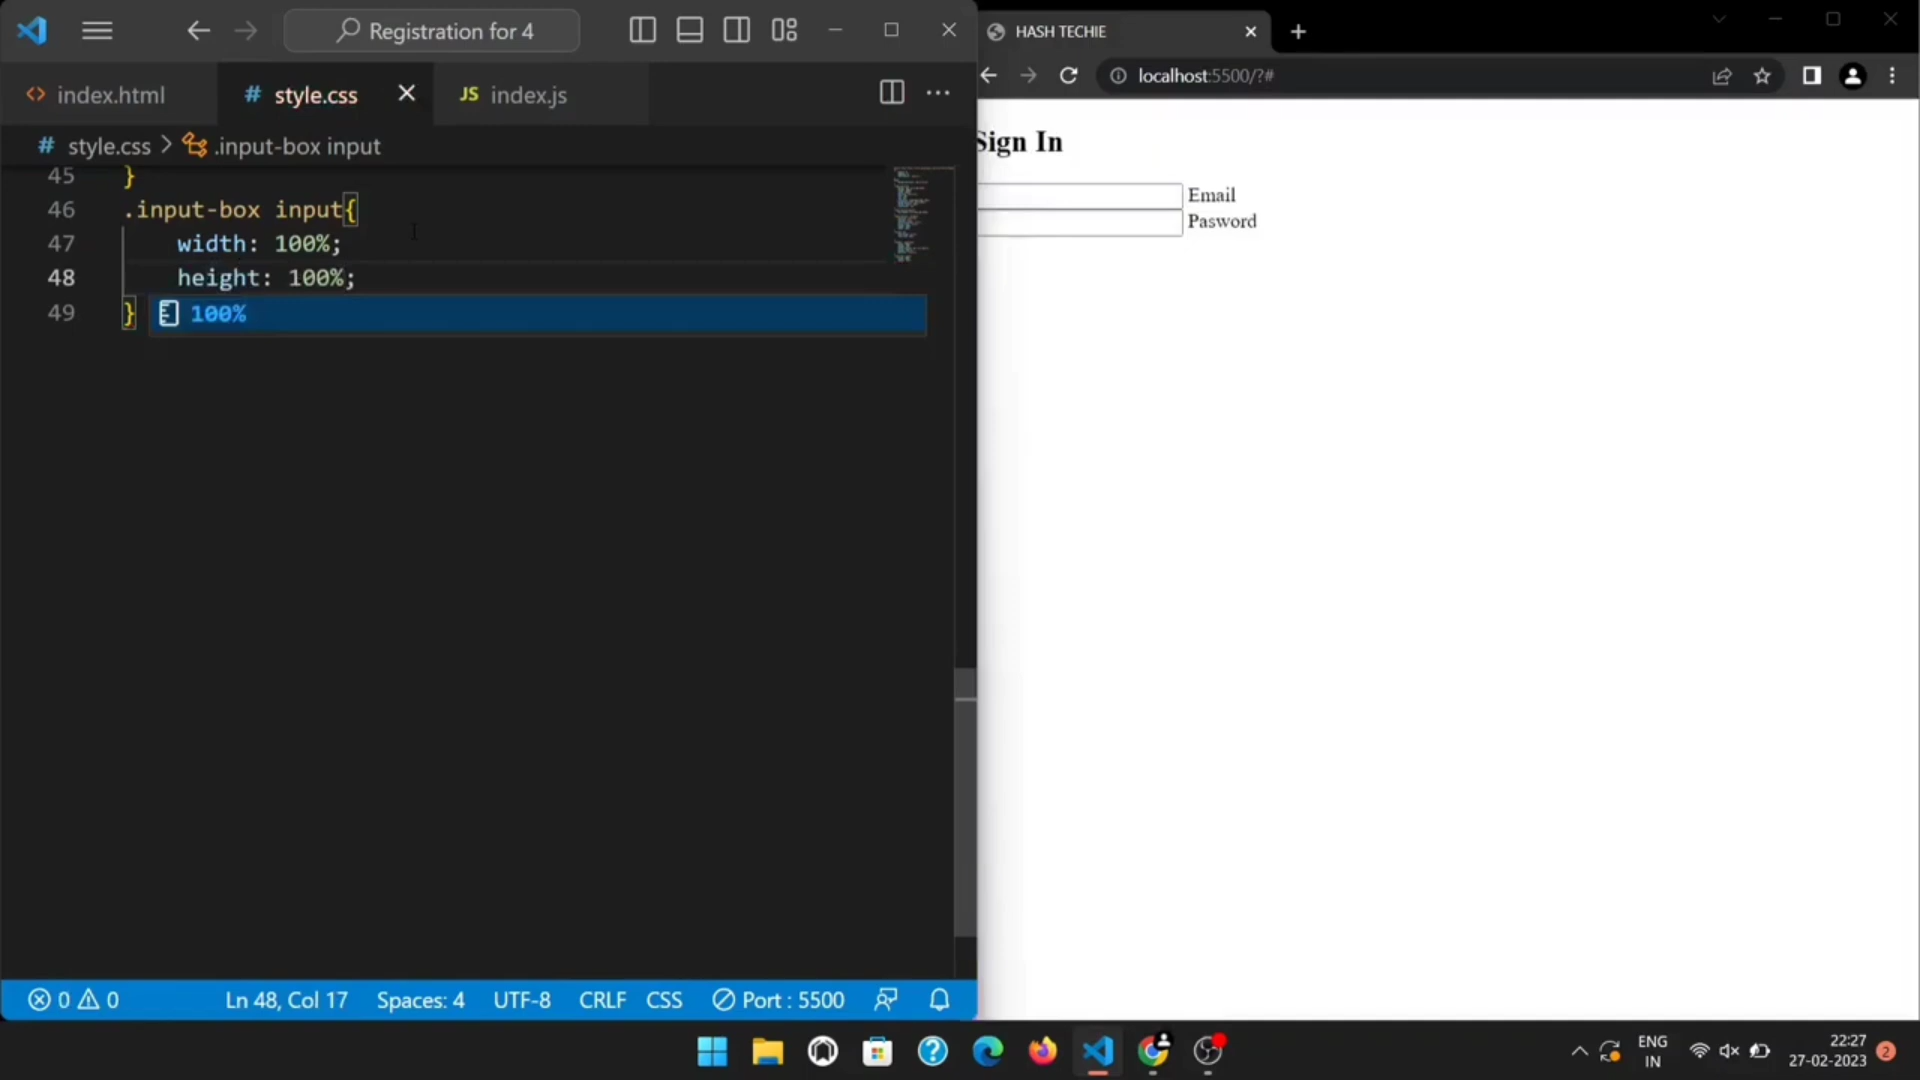 Registration for 4
index.html
# style.css
JS index.js
# style.css > .input-box input
45 }
46 .input-box input{
47 width: 100%;
48 height: 100%;
49 }
100%
0 0 Ln 48, Col 17 Spaces: 4 UTF-8 CRLF CSS Port : 5500
HASH TECHIE
localhost:5500/?#
Sign In
Email
Pasword
ENG
IN
22:27
27-02-2023
2